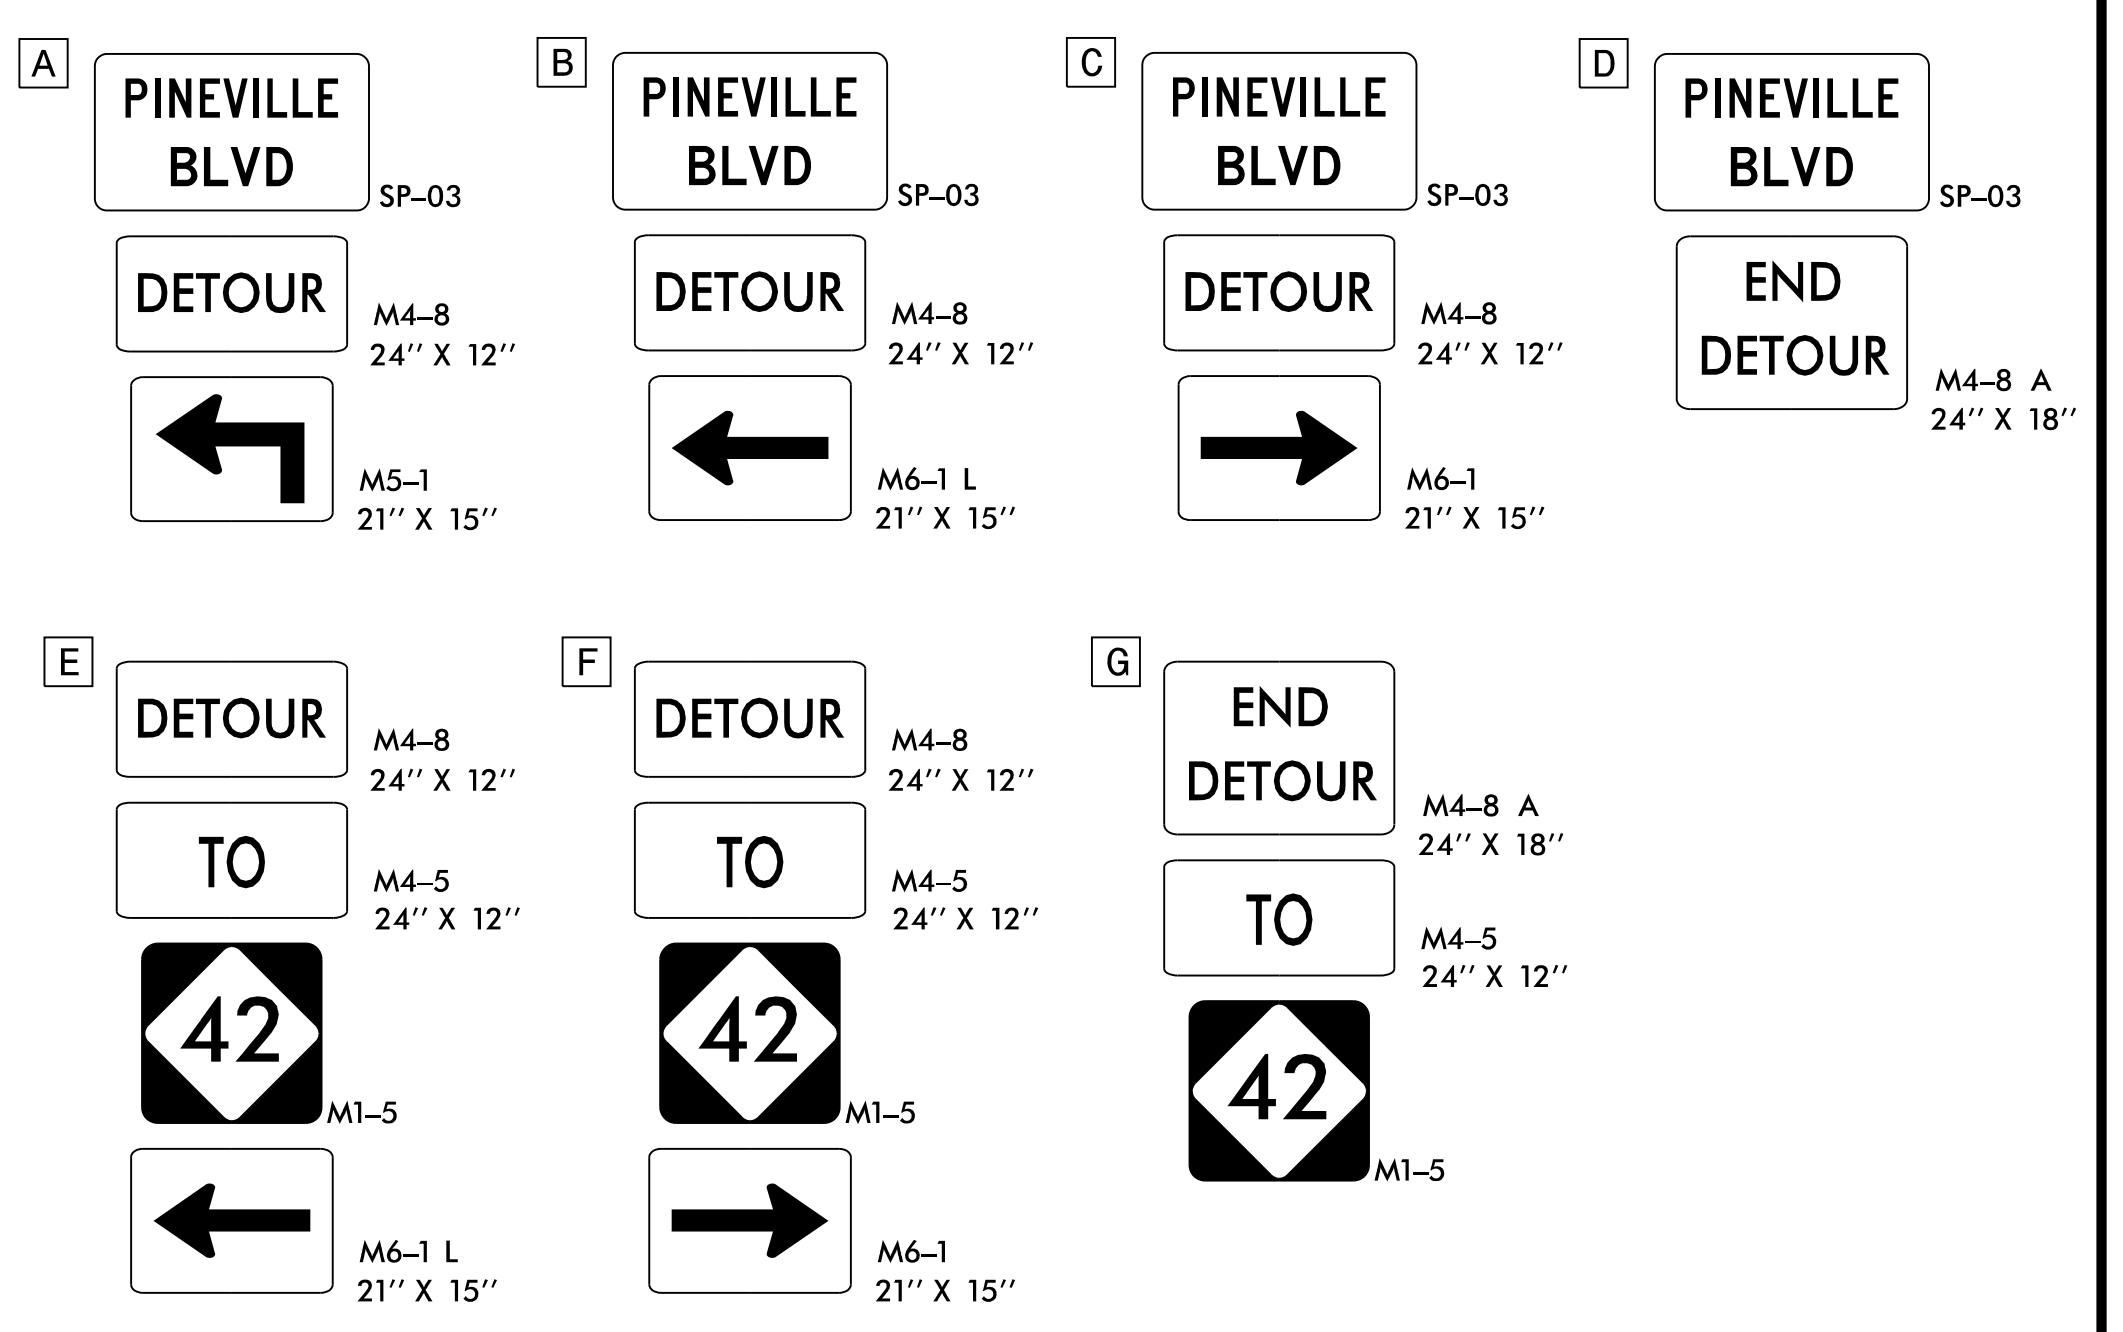 A
PINEVILLE
BLVD
SP–03
DETOUR
M4–8
24'' X 12''
M5–1
21'' X 15''
B
PINEVILLE
BLVD
SP–03
DETOUR
M4–8
24'' X 12''
M6–1 L
21'' X 15''
C
PINEVILLE
BLVD
SP–03
DETOUR
M4–8
24'' X 12''
M6–1
21'' X 15''
D
PINEVILLE
BLVD
SP–03
END
DETOUR
M4–8 A
24'' X 18''
E
DETOUR
M4–8
24'' X 12''
TO
M4–5
24'' X 12''
42
M1–5
M6–1 L
21'' X 15''
F
DETOUR
M4–8
24'' X 12''
TO
M4–5
24'' X 12''
42
M1–5
M6–1
21'' X 15''
G
END
DETOUR
M4–8 A
24'' X 18''
TO
M4–5
24'' X 12''
42
M1–5